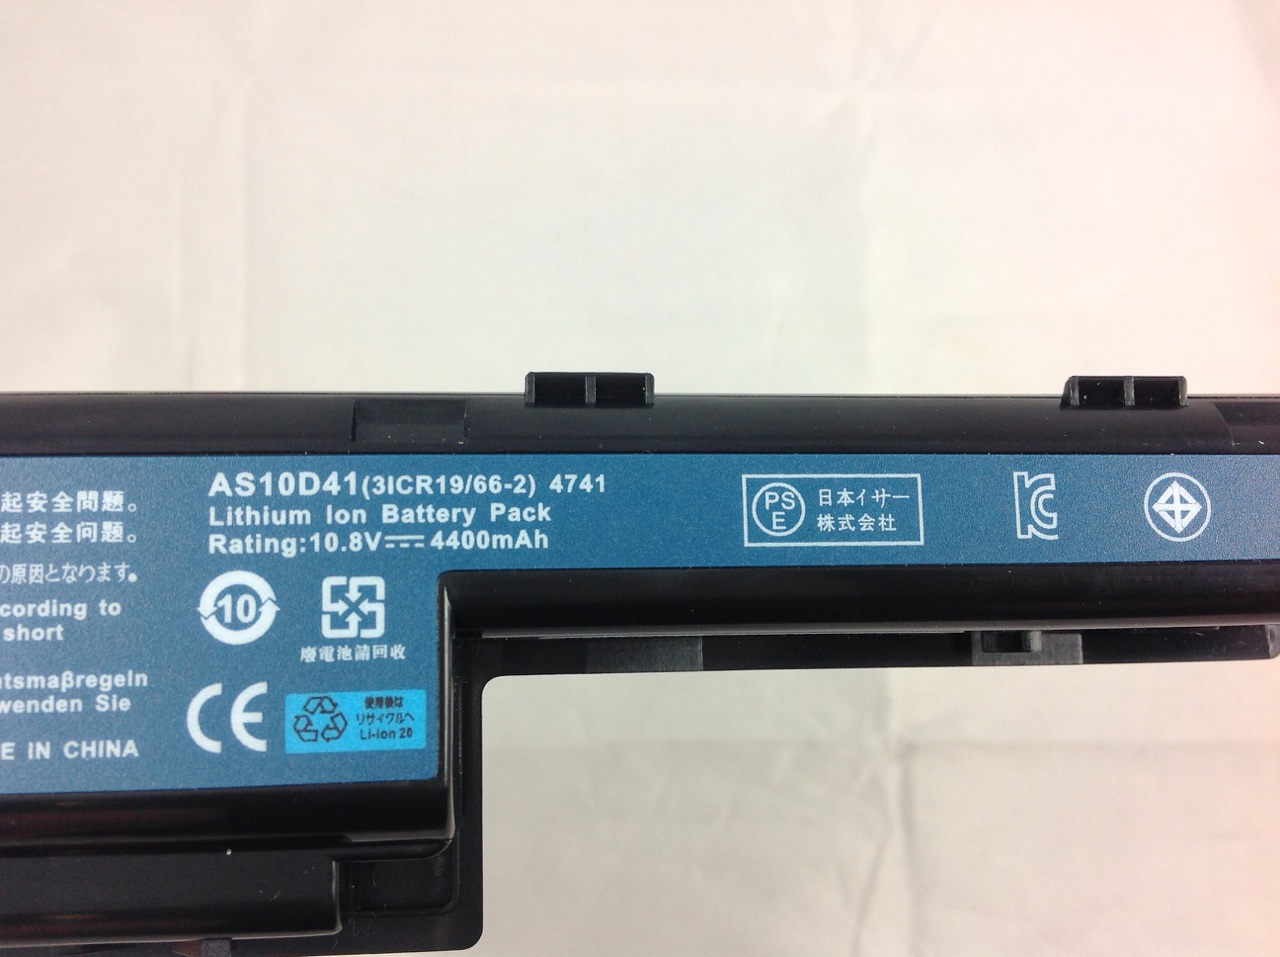 起安全問題。
起安全问题。
の原因となります。
cording to
short
tsmaβregeln
wenden Sie
E IN CHINA
AS10D41(3ICR19/66-2) 4741
Lithium Ion Battery Pack
Rating:10.8V⎓4400mAh
10
廢電池請回收
CE
使用後は
リサイクルへ
Li-ion 20
PS
E
日本イサー
株式会社